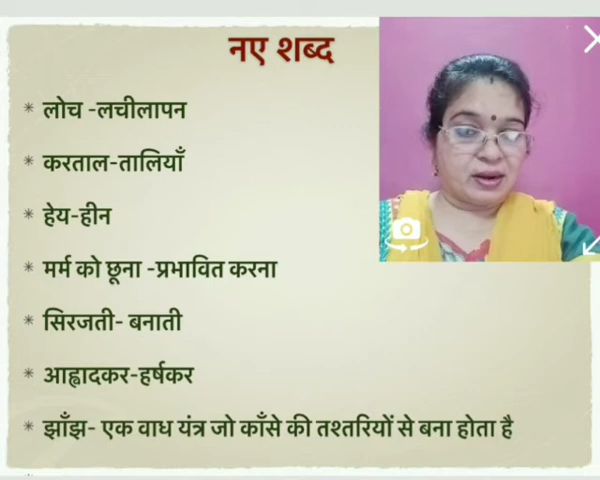 नए शब्द
* लोच -लचीलापन
* करताल-तालियाँ
* हेय-हीन
* मर्म को छूना -प्रभावित करना
* सिरजती- बनाती
* आह्लादकर-हर्षकर
* झाँझ- एक वाध यंत्र जो काँसे की तश्तरियों से बना होता है